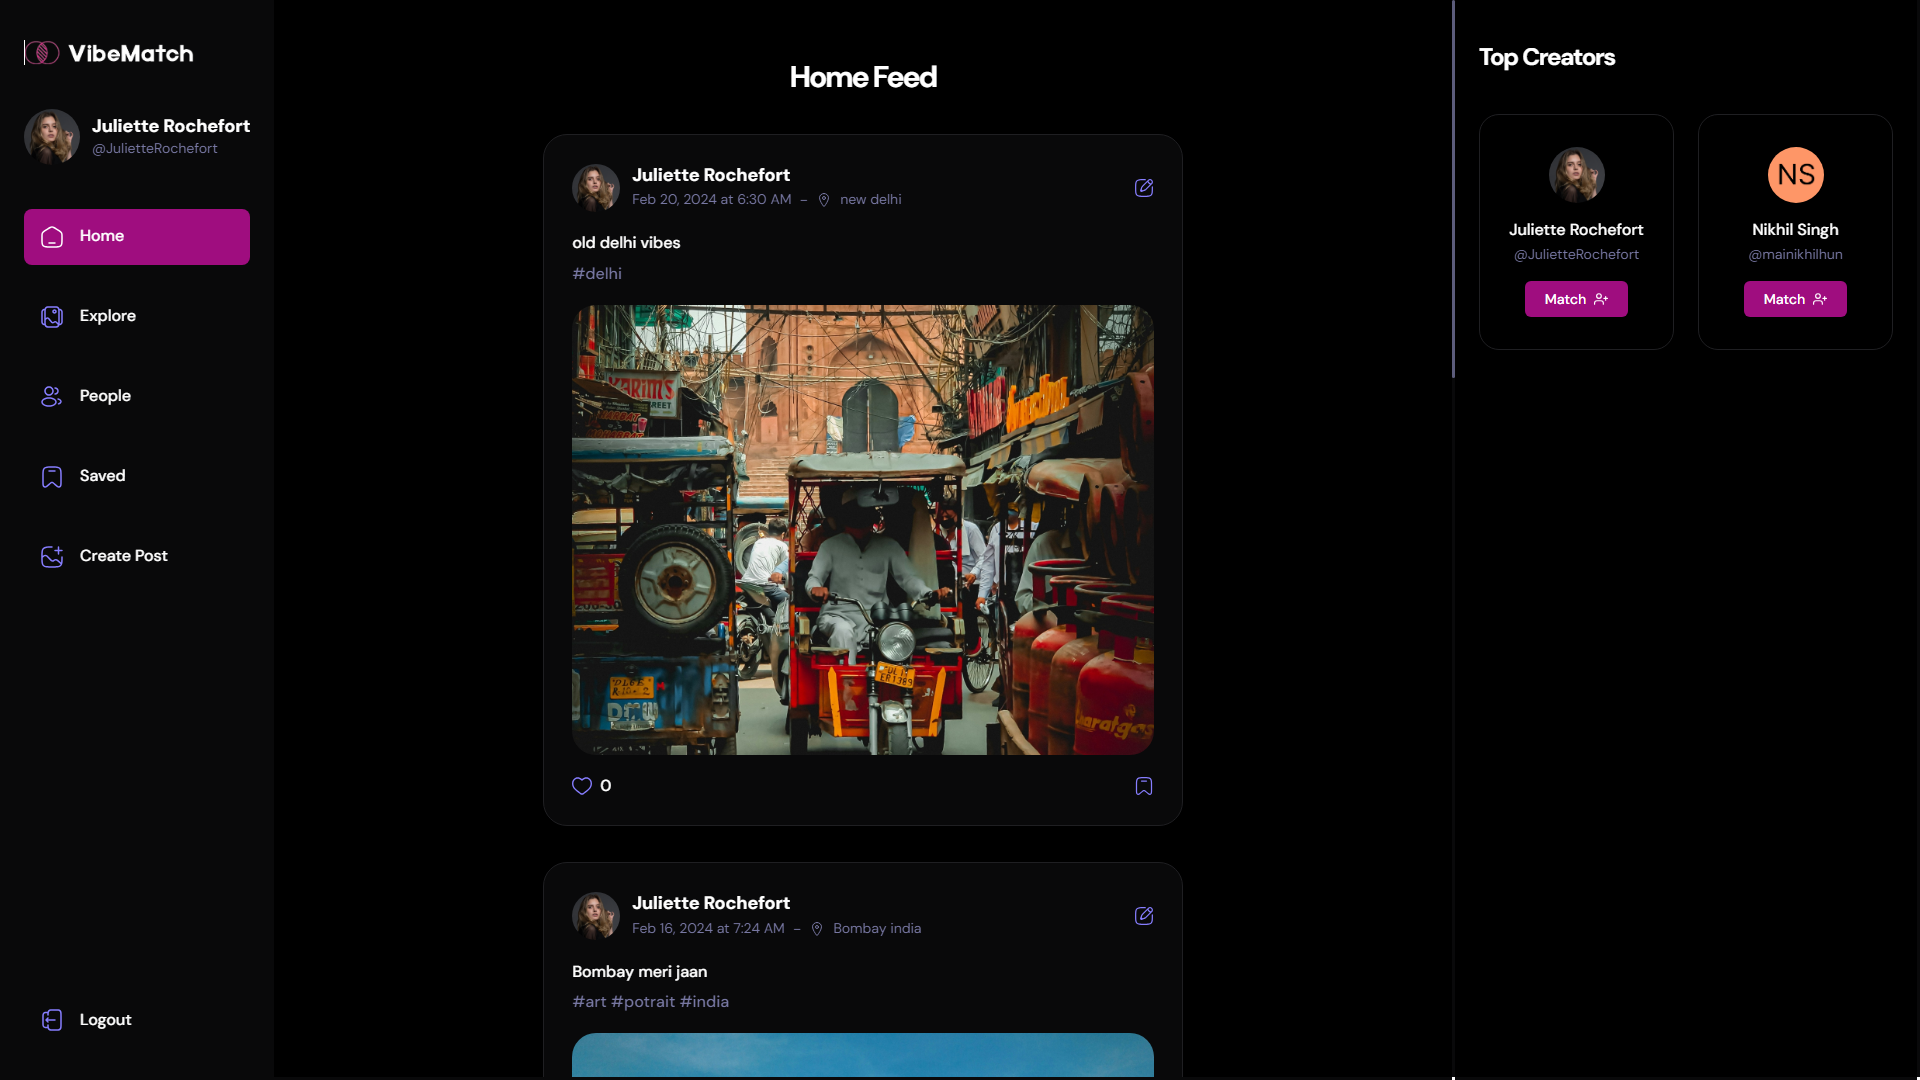 VibeMatch
Juliette Rochefort
@JulietteRochefort
Home
Explore
People
Saved
Create Post
Logout
Home Feed
Juliette Rochefort
Feb 20, 2024 at 6:30 AM – new delhi
old delhi vibes
#delhi
KARIM'S
0
Juliette Rochefort
Feb 16, 2024 at 7:24 AM – Bombay india
Bombay meri jaan
#art #potrait #india
Top Creators
Juliette Rochefort
@JulietteRochefort
Match
NS
Nikhil Singh
@mainikhilhun
Match